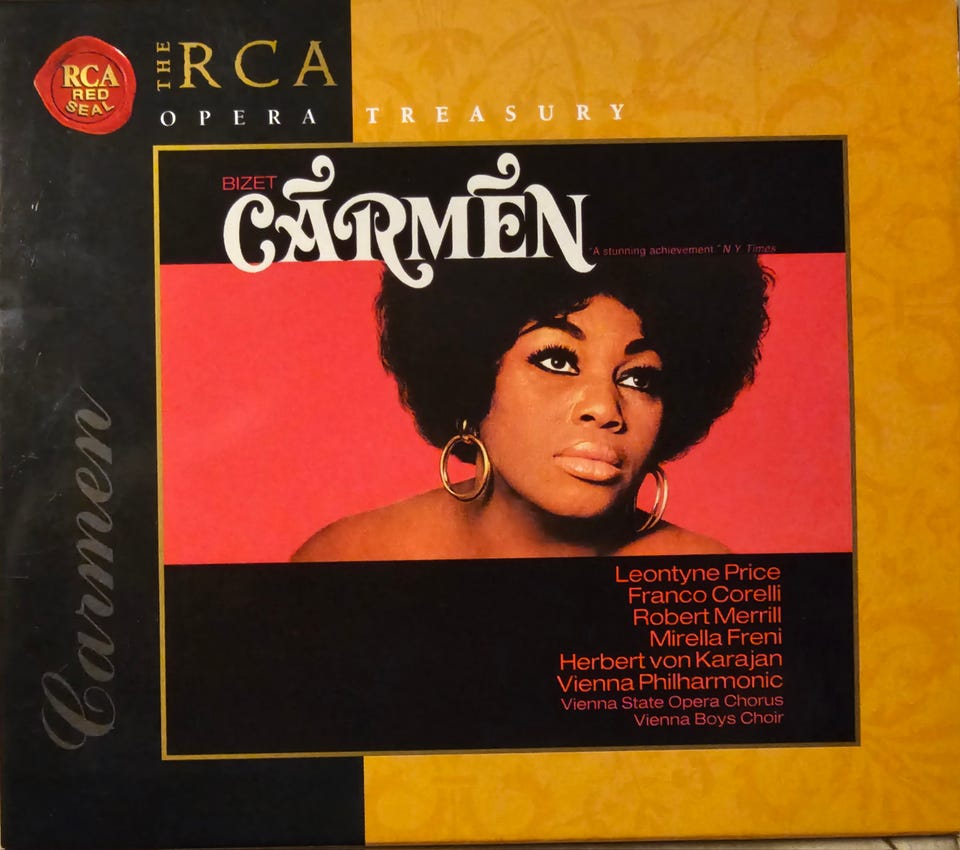 RCA
RED
SEAL
THE RCA
OPERA TREASURY
BIZET
CARMEN
"A stunning achievement." N.Y. Times
Leontyne Price
Franco Corelli
Robert Merrill
Mirella Freni
Herbert von Karajan
Vienna Philharmonic
Vienna State Opera Chorus
Vienna Boys Choir
Carmen